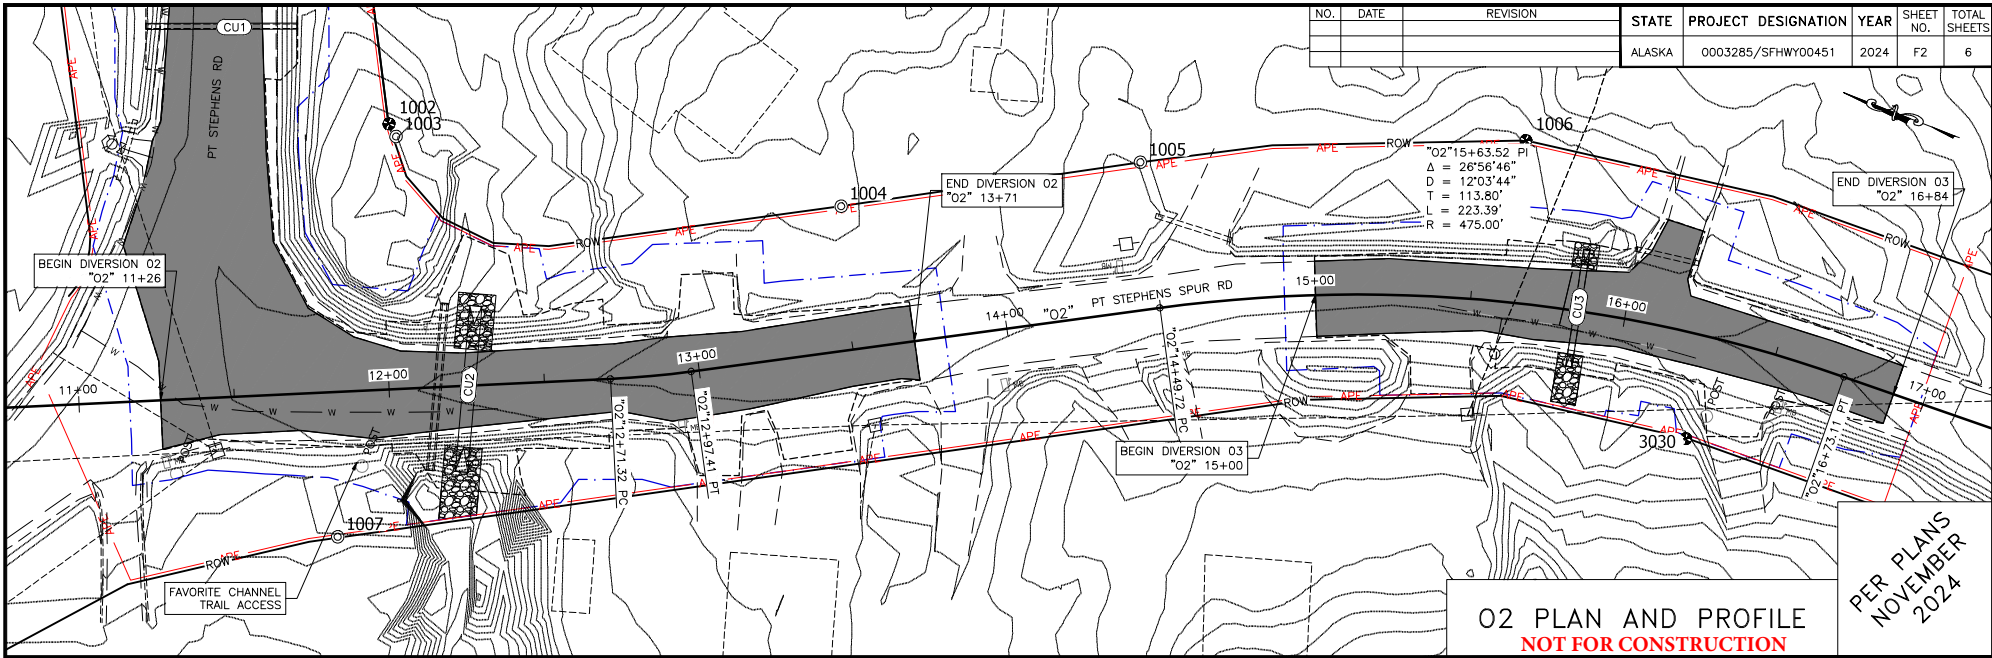 NO. DATE REVISION
STATE PROJECT DESIGNATION YEAR SHEET NO. TOTAL SHEETS
ALASKA 0003285/SFHWY00451 2024 F2 6
CU1
PT STEPHENS RD
APE
1002
1003
1004
1005
1006
ROW
APE
END DIVERSION 02
"02" 13+71
"02"15+63.52 PI
Δ = 26°56'46"
D = 12°03'44"
T = 113.80'
L = 223.39'
R = 475.00'
END DIVERSION 03
"02" 16+84
BEGIN DIVERSION 02
"02" 11+26
11+00
12+00
13+00
14+00
"02"
PT STEPHENS SPUR RD
15+00
16+00
17+00
CU2
CU3
"02"12+71.32 PC
"02"12+97.41 PT
"02"14+49.72 PC
"02"16+73.11 PT
BEGIN DIVERSION 03
"02" 15+00
POST
POST
POST
3030
1007
ROW
APE
FAVORITE CHANNEL
TRAIL ACCESS
02 PLAN AND PROFILE
NOT FOR CONSTRUCTION
PER PLANS
NOVEMBER
2024